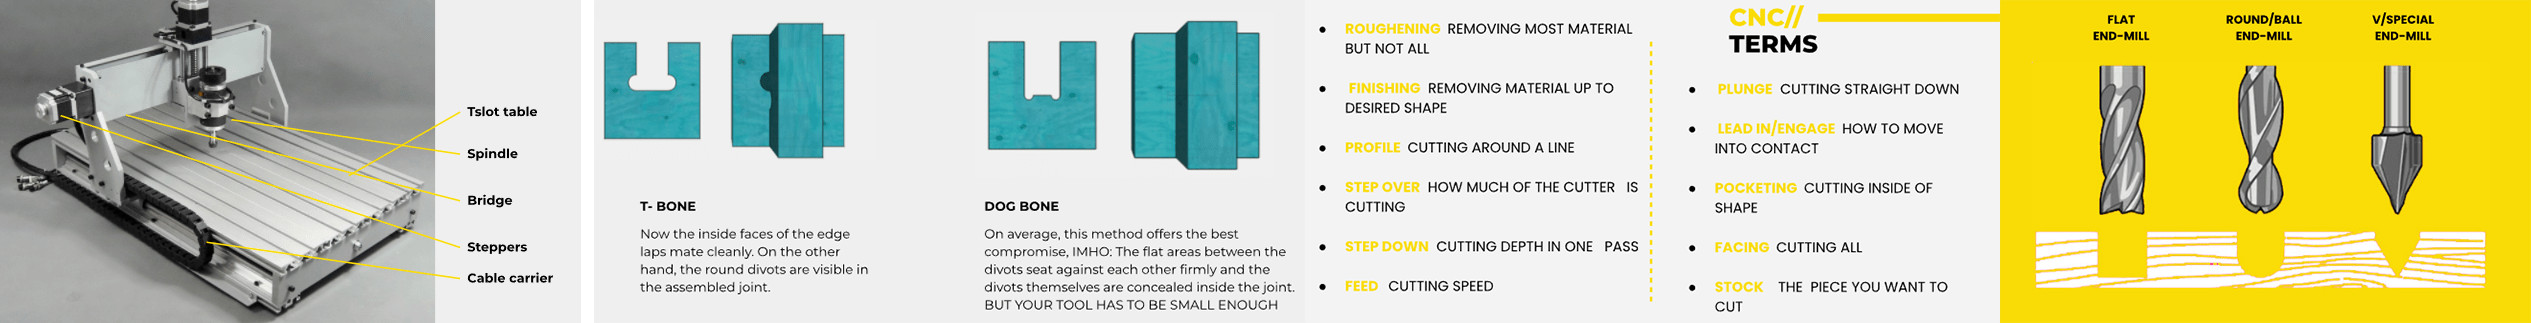 Tslot table
Spindle
Bridge
Steppers
Cable carrier
T- BONE
Now the inside faces of the edge
laps mate cleanly. On the other
hand, the round divots are visible in
the assembled joint.
DOG BONE
On average, this method offers the best
compromise, IMHO: The flat areas between the
divots seat against each other firmly and the
divots themselves are concealed inside the joint.
BUT YOUR TOOL HAS TO BE SMALL ENOUGH
• ROUGHENING REMOVING MOST MATERIAL
BUT NOT ALL
• FINISHING REMOVING MATERIAL UP TO
DESIRED SHAPE
• PROFILE CUTTING AROUND A LINE
• STEP OVER HOW MUCH OF THE CUTTER IS
CUTTING
• STEP DOWN CUTTING DEPTH IN ONE PASS
• FEED CUTTING SPEED
CNC//
TERMS
• PLUNGE CUTTING STRAIGHT DOWN
• LEAD IN/ENGAGE HOW TO MOVE
INTO CONTACT
• POCKETING CUTTING INSIDE OF
SHAPE
• FACING CUTTING ALL
• STOCK THE PIECE YOU WANT TO
CUT
FLAT
END-MILL
ROUND/BALL
END-MILL
V/SPECIAL
END-MILL